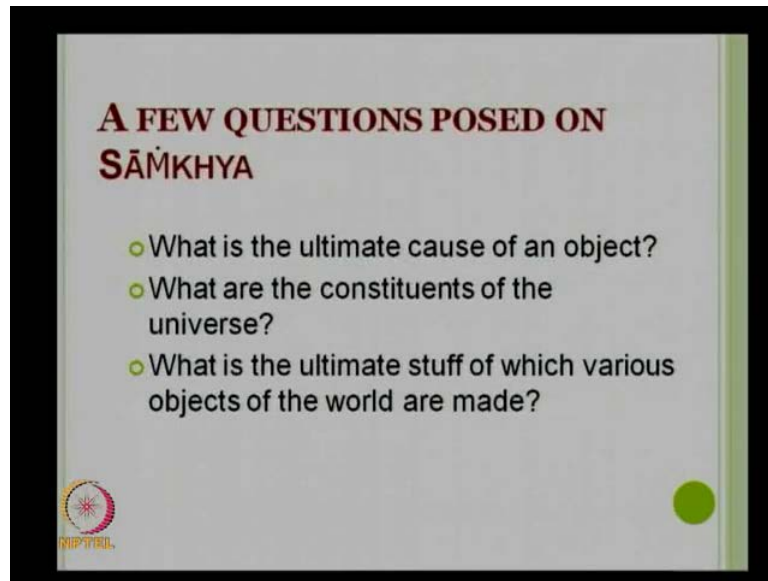 A FEW QUESTIONS POSED ON
SĀṀKHYA
What is the ultimate cause of an object?
What are the constituents of the
universe?
What is the ultimate stuff of which various
objects of the world are made?
NPTEL